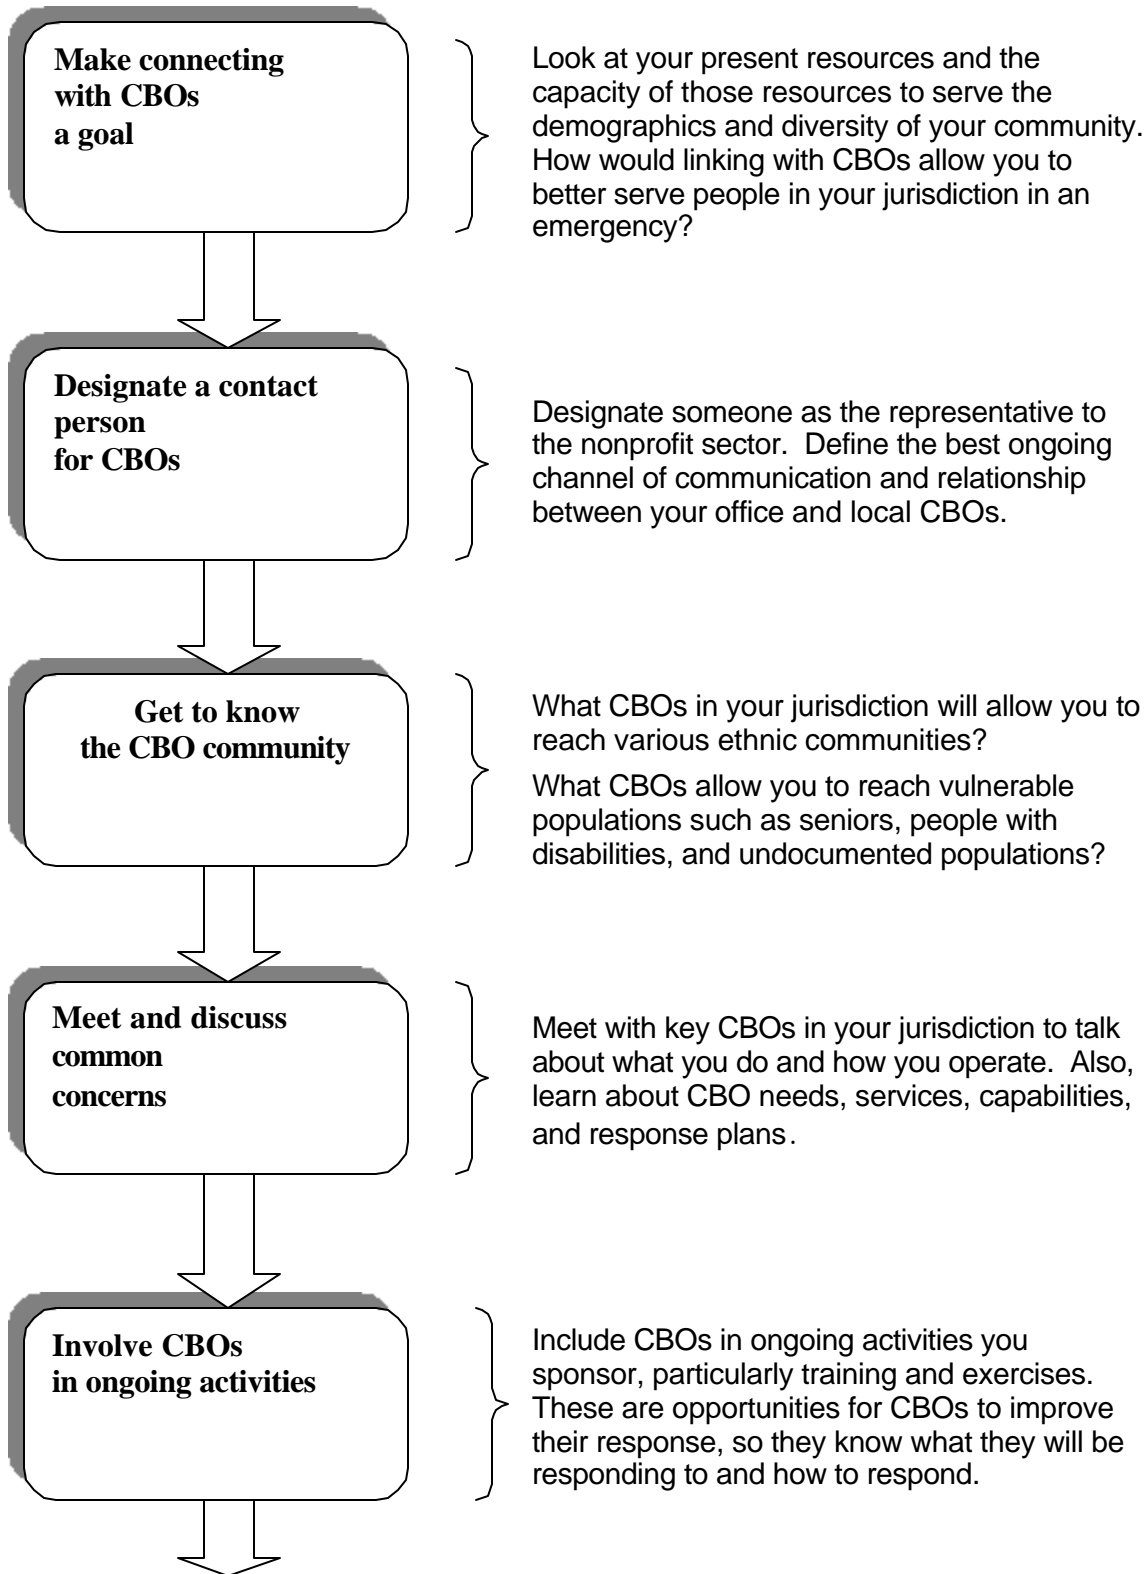 Make connecting
with CBOs
a goal
Look at your present resources and the
capacity of those resources to serve the
demographics and diversity of your community.
How would linking with CBOs allow you to
better serve people in your jurisdiction in an
emergency?
Designate a contact
person
for CBOs
Designate someone as the representative to
the nonprofit sector.  Define the best ongoing
channel of communication and relationship
between your office and local CBOs.
Get to know
the CBO community
What CBOs in your jurisdiction will allow you to
reach various ethnic communities?
What CBOs allow you to reach vulnerable
populations such as seniors, people with
disabilities, and undocumented populations?
Meet and discuss
common
concerns
Meet with key CBOs in your jurisdiction to talk
about what you do and how you operate.  Also,
learn about CBO needs, services, capabilities,
and response plans.
Involve CBOs
in ongoing activities
Include CBOs in ongoing activities you
sponsor, particularly training and exercises.
These are opportunities for CBOs to improve
their response, so they know what they will be
responding to and how to respond.